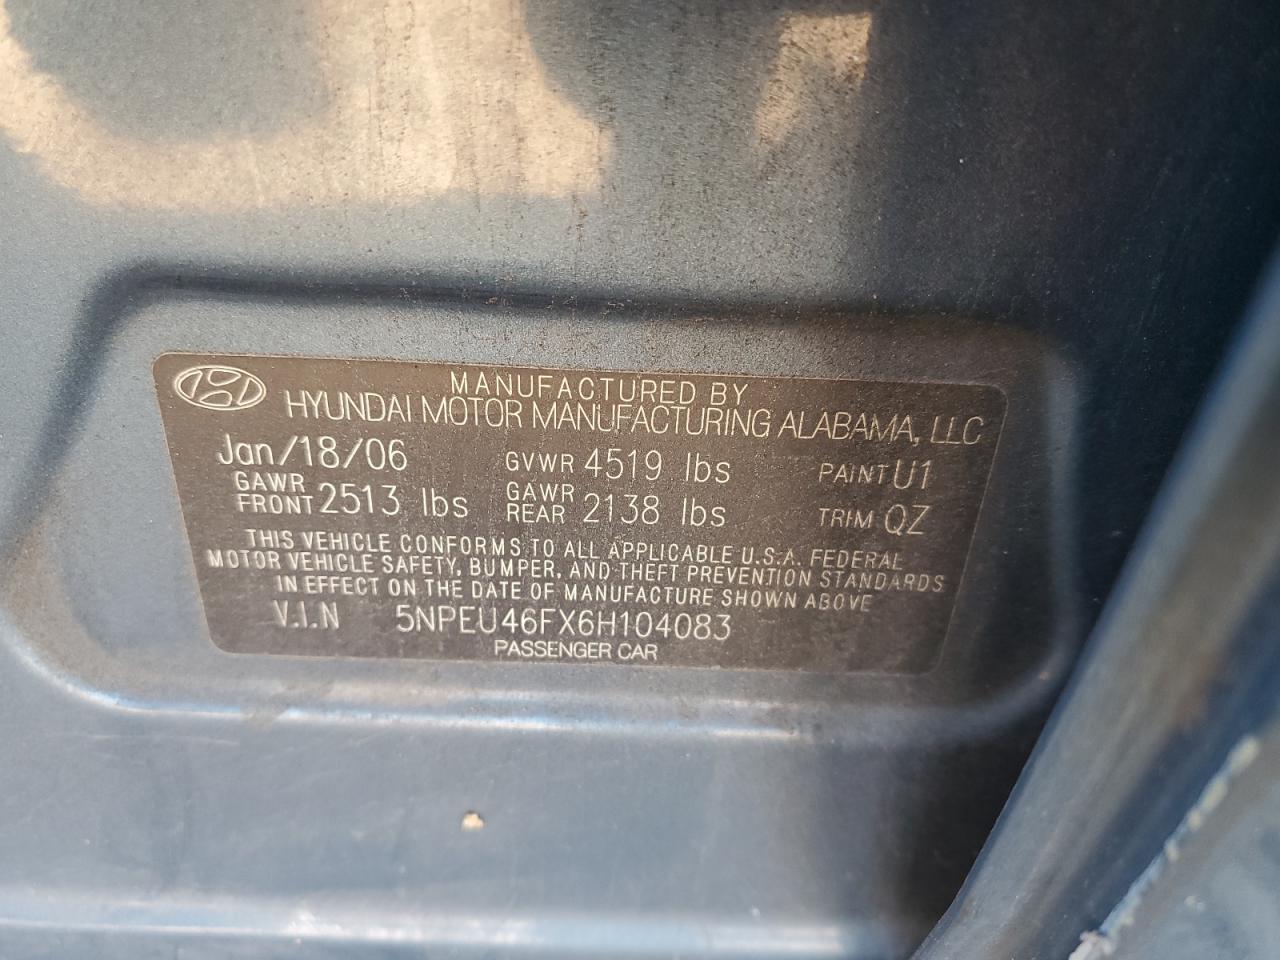 MANUFACTURED BY
HYUNDAI MOTOR MANUFACTURING ALABAMA, LLC
Jan/18/06 GVWR 4519 lbs PAINT U1
GAWR FRONT 2513 lbs GAWR REAR 2138 lbs TRIM QZ
THIS VEHICLE CONFORMS TO ALL APPLICABLE U.S.A. FEDERAL
MOTOR VEHICLE SAFETY, BUMPER, AND THEFT PREVENTION STANDARDS
IN EFFECT ON THE DATE OF MANUFACTURE SHOWN ABOVE
V.I.N 5NPEU46FX6H104083
PASSENGER CAR